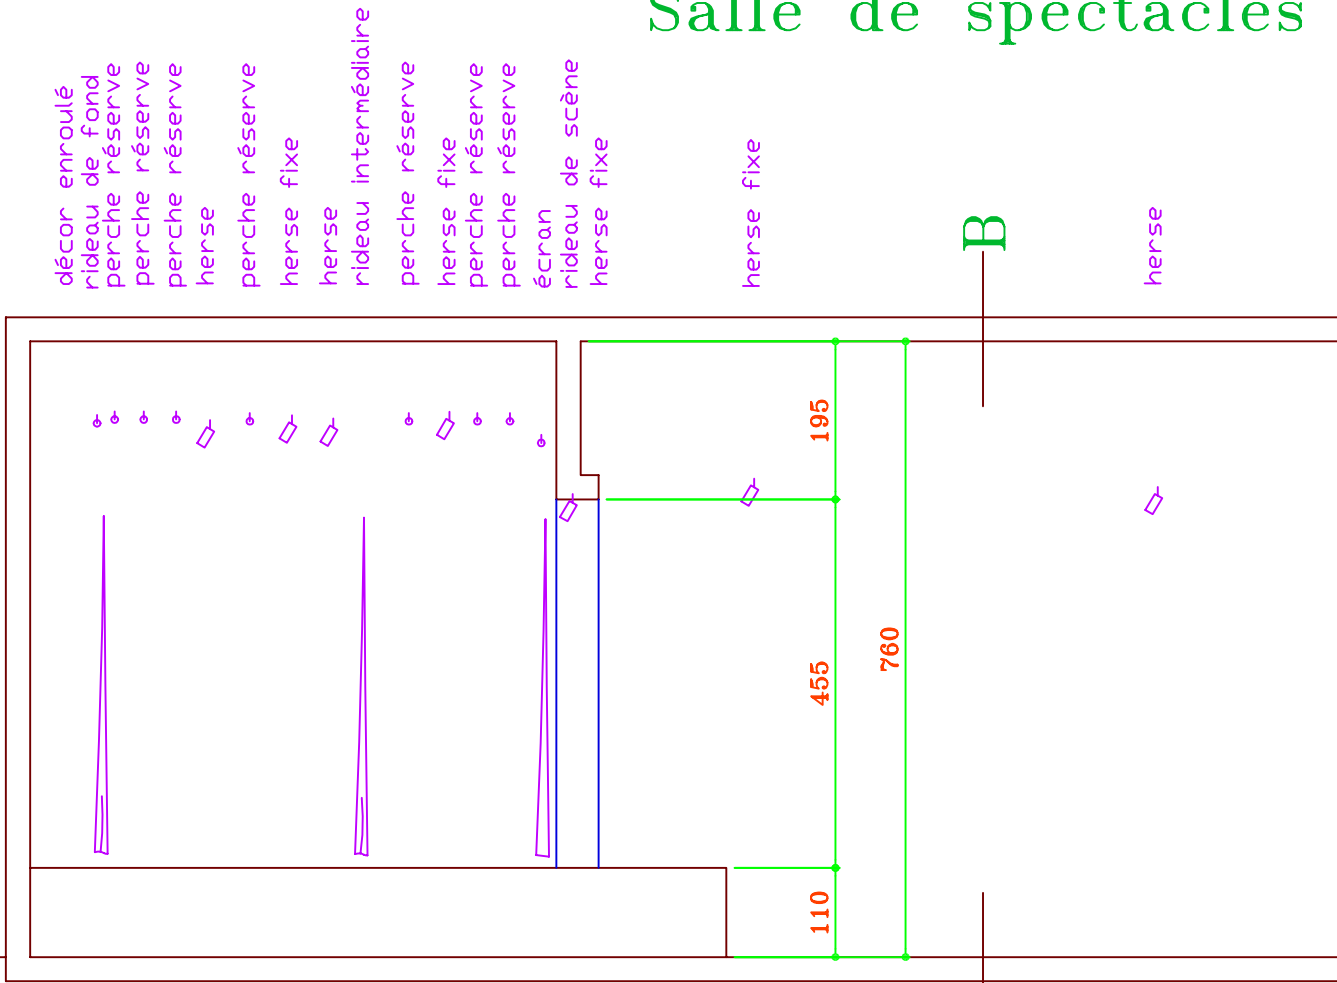 Salle de spectacles
décor enroulé
rideau de fond
perche réserve
perche réserve
perche réserve
herse
perche réserve
herse fixe
herse
rideau intermédiaire
perche réserve
herse fixe
perche réserve
perche réserve
écran
rideau de scène
herse fixe
herse fixe
B
herse
195
455
760
110